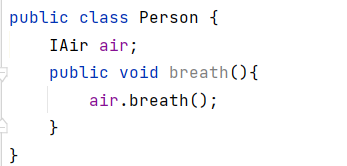 public class Person {
    IAir air;
    public void breath(){
        air.breath();
    }
}